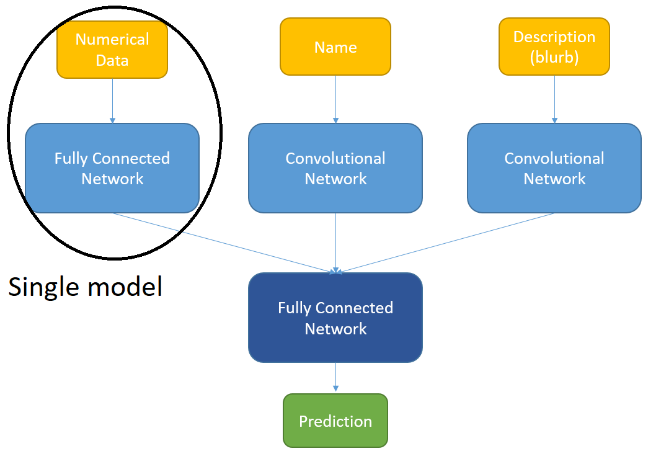 Numerical
Data
Name
Description
(blurb)
Fully Connected
Network
Convolutional
Network
Convolutional
Network
Single model
Fully Connected
Network
Prediction